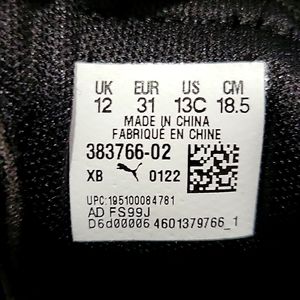 UK EUR US CM
12 31 13C 18.5
MADE IN CHINA
FABRIQUÉ EN CHINE
383766-02
XB 0122
UPC:195100084781
AD FS99J
D6d00006 4601379766_1